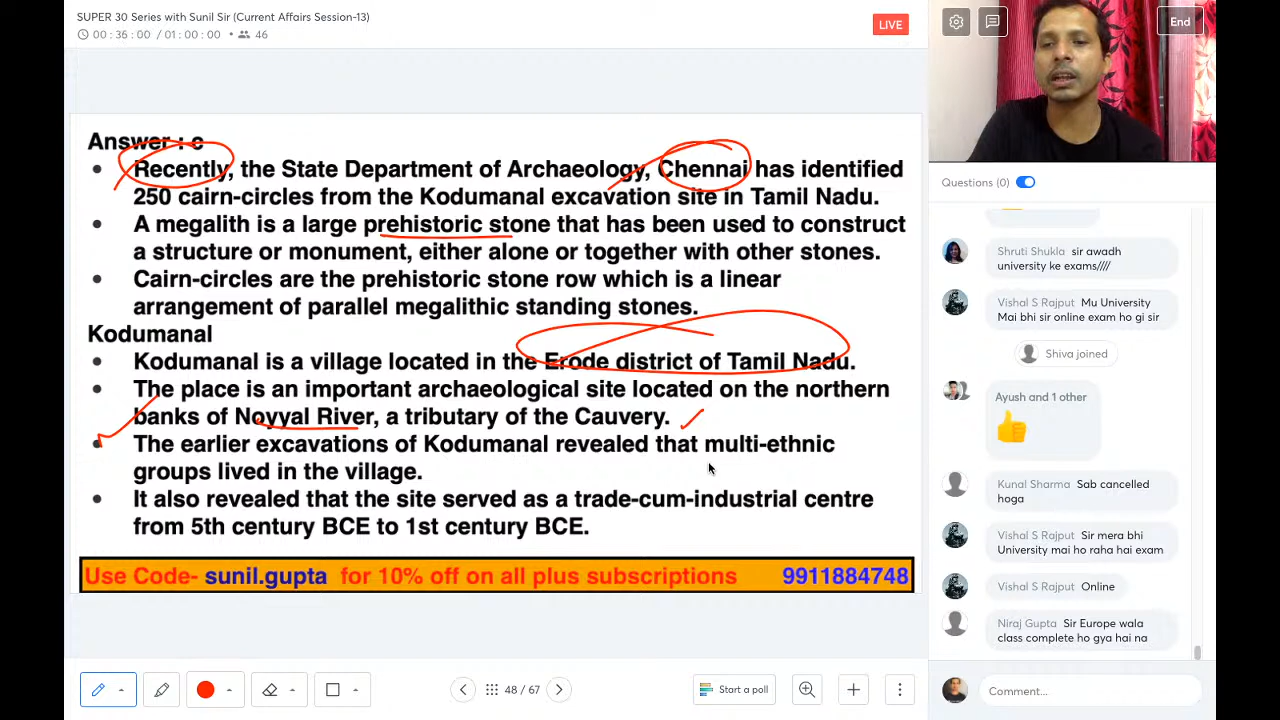 SUPER 30 Series with Sunil Sir (Current Affairs Session-13)
00 : 36 : 00 / 01 : 00 : 00 • 46
LIVE
End
Answer : c
• Recently, the State Department of Archaeology, Chennai has identified
250 cairn-circles from the Kodumanal excavation site in Tamil Nadu.
• A megalith is a large prehistoric stone that has been used to construct
a structure or monument, either alone or together with other stones.
• Cairn-circles are the prehistoric stone row which is a linear
arrangement of parallel megalithic standing stones.
Kodumanal
• Kodumanal is a village located in the Erode district of Tamil Nadu.
• The place is an important archaeological site located on the northern
banks of Noyyal River, a tributary of the Cauvery.
• The earlier excavations of Kodumanal revealed that multi-ethnic
groups lived in the village.
• It also revealed that the site served as a trade-cum-industrial centre
from 5th century BCE to 1st century BCE.
Use Code- sunil.gupta for 10% off on all plus subscriptions 9911884748
48 / 67
Start a poll
Questions (0)
Shruti Shukla sir awadh
university ke exams////
Vishal S Rajput Mu University
Mai bhi sir online exam ho gi sir
Shiva joined
Ayush and 1 other
Kunal Sharma Sab cancelled
hoga
Vishal S Rajput Sir mera bhi
University mai ho raha hai exam
Vishal S Rajput Online
Niraj Gupta Sir Europe wala
class complete ho gya hai na
Comment...